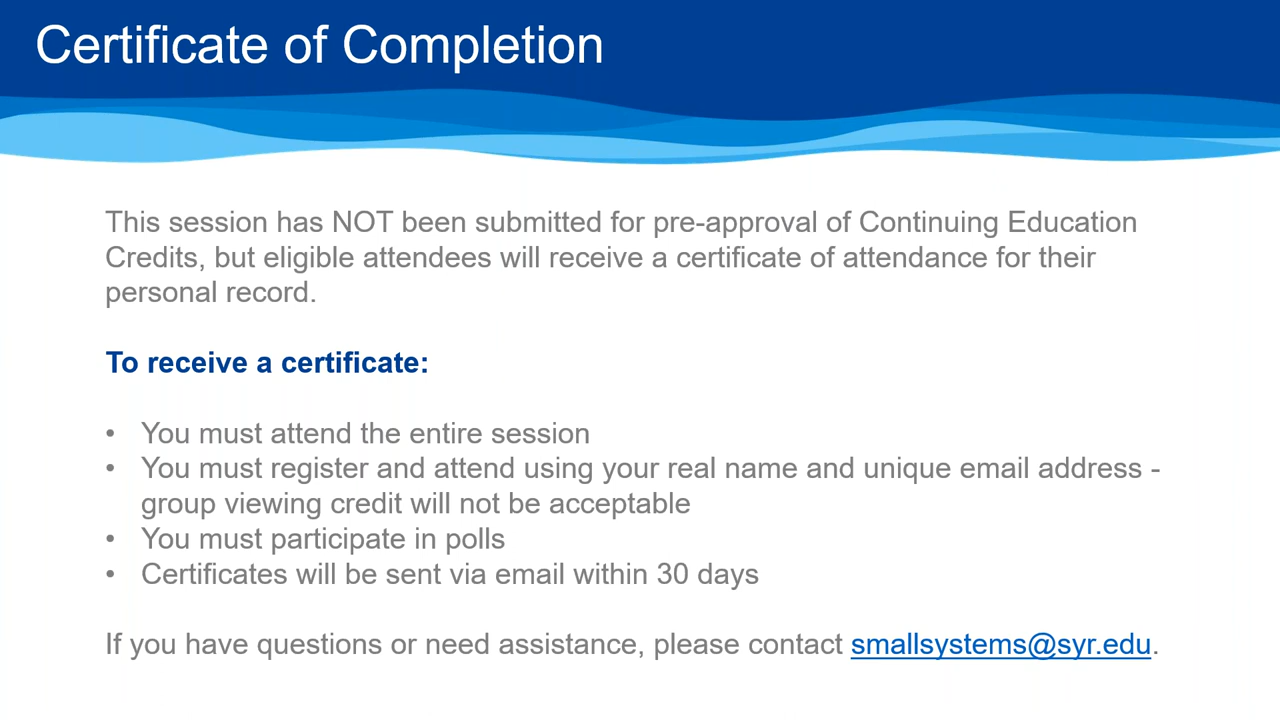 Certificate of Completion
This session has NOT been submitted for pre-approval of Continuing Education
Credits, but eligible attendees will receive a certificate of attendance for their
personal record.
To receive a certificate:
• You must attend the entire session
• You must register and attend using your real name and unique email address -
group viewing credit will not be acceptable
• You must participate in polls
• Certificates will be sent via email within 30 days
If you have questions or need assistance, please contact smallsystems@syr.edu.